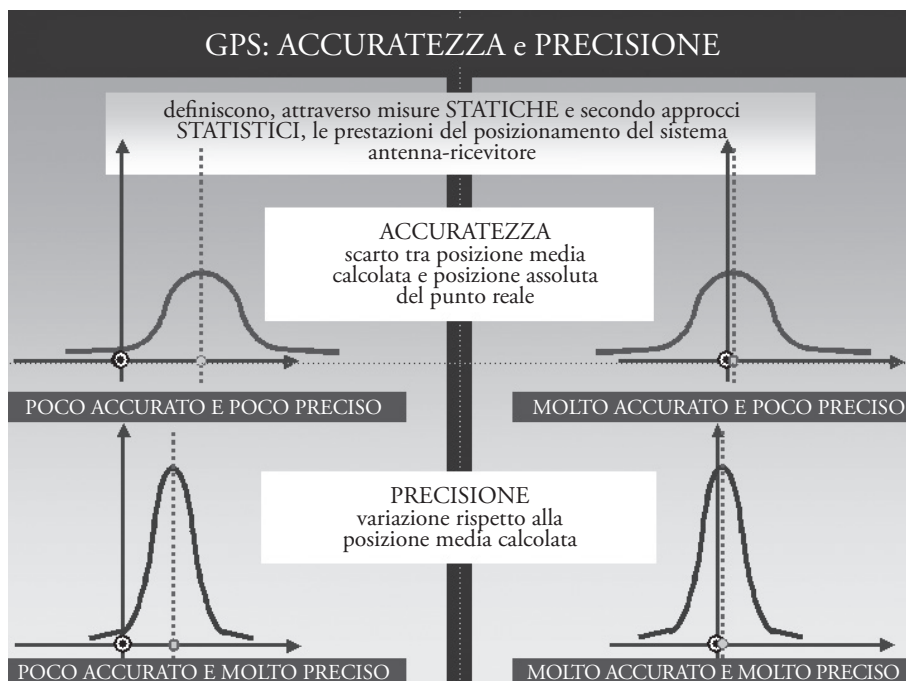 GPS: ACCURATEZZA e PRECISIONE
definiscono, attraverso misure STATICHE e secondo approcci
STATISTICI, le prestazioni del posizionamento del sistema
antenna-ricevitore
ACCURATEZZA
scarto tra posizione media
calcolata e posizione assoluta
del punto reale
POCO ACCURATO E POCO PRECISO
MOLTO ACCURATO E POCO PRECISO
PRECISIONE
variazione rispetto alla
posizione media calcolata
POCO ACCURATO E MOLTO PRECISO
MOLTO ACCURATO E MOLTO PRECISO